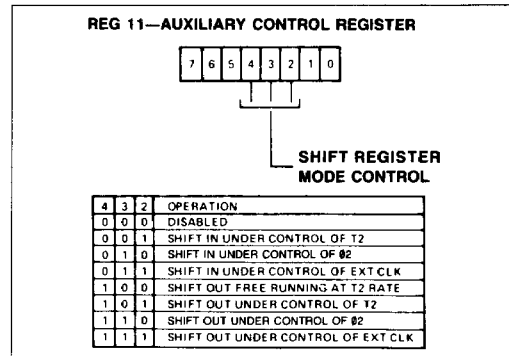 REG 11—AUXILIARY CONTROL REGISTER
7 6 5 4 3 2 1 0
SHIFT REGISTER
MODE CONTROL
4 3 2 OPERATION
0 0 0 DISABLED
0 0 1 SHIFT IN UNDER CONTROL OF T2
0 1 0 SHIFT IN UNDER CONTROL OF Ø2
0 1 1 SHIFT IN UNDER CONTROL OF EXT CLK
1 0 0 SHIFT OUT FREE RUNNING AT T2 RATE
1 0 1 SHIFT OUT UNDER CONTROL OF T2
1 1 0 SHIFT OUT UNDER CONTROL OF Ø2
1 1 1 SHIFT OUT UNDER CONTROL OF EXT CLK